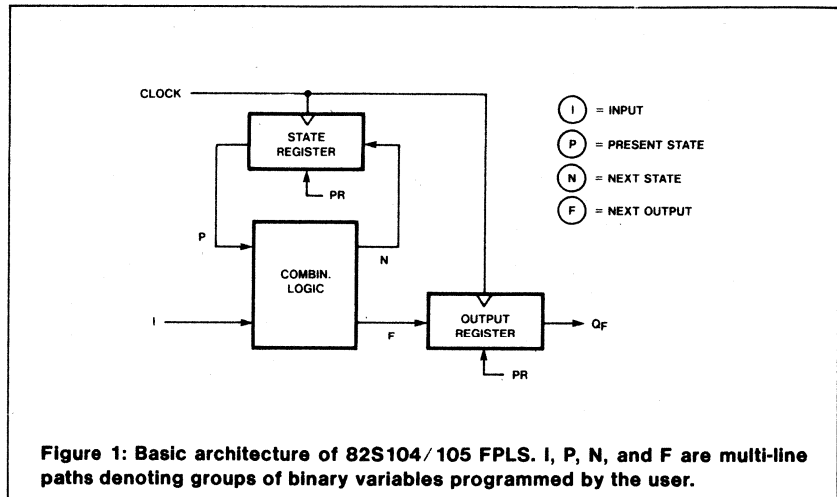 CLOCK
STATE
REGISTER
PR
P
N
COMBIN.
LOGIC
I
F
OUTPUT
REGISTER
QF
PR
I = INPUT
P = PRESENT STATE
N = NEXT STATE
F = NEXT OUTPUT
Figure 1: Basic architecture of 82S104/105 FPLS. I, P, N, and F are multi-line
paths denoting groups of binary variables programmed by the user.